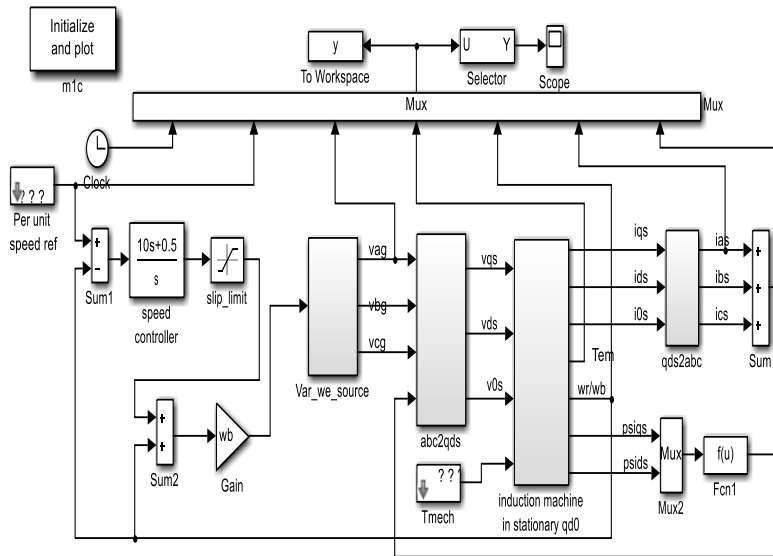 Initialize
and plot
m1c
y
To Workspace
U Y
Selector
Scope
Mux
Mux
Clock
? ? ?
Per unit
speed ref
+
-
Sum1
10s+0.5
s
speed
controller
slip_limit
vag
vbg
vcg
Var_we_source
abc2qds
vqs
vds
v0s
iqs
ids
i0s
Tem
wr/wb
psiqs
psids
induction machine
in stationary qd0
qds2abc
ias
ibs
ics
+
+
+
Sum
+
+
Sum2
wb
Gain
? ? ?
Tmech
Mux
Mux2
f(u)
Fcn1